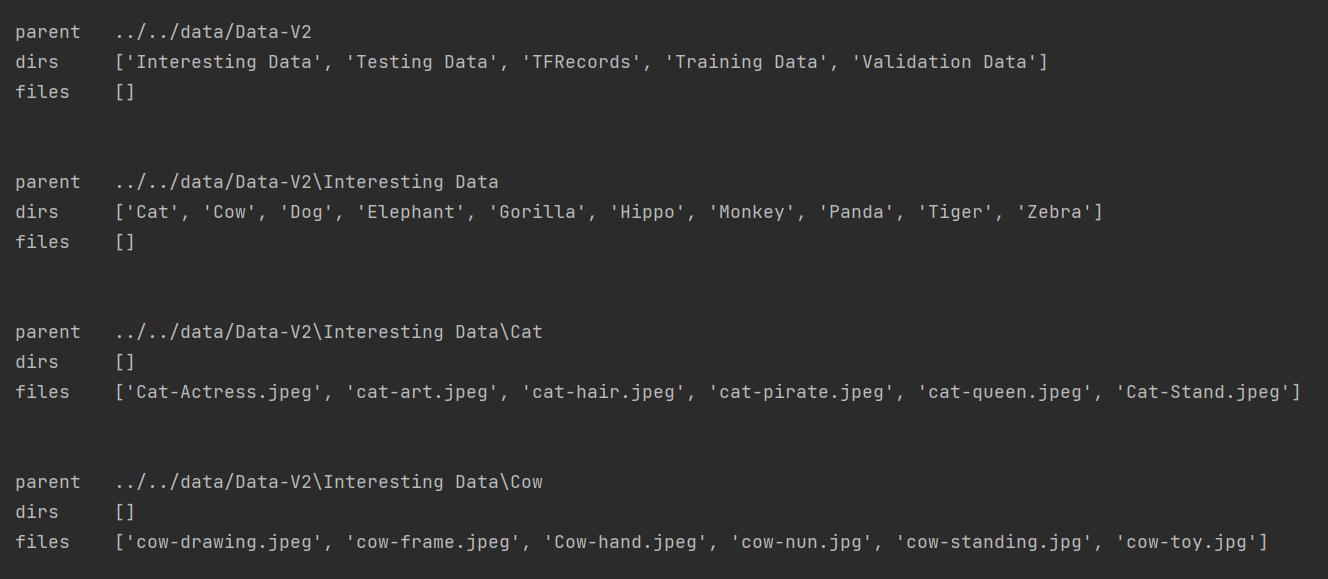 parent   ../../data/Data-V2
dirs     ['Interesting Data', 'Testing Data', 'TFRecords', 'Training Data', 'Validation Data']
files    []
parent   ../../data/Data-V2\Interesting Data
dirs     ['Cat', 'Cow', 'Dog', 'Elephant', 'Gorilla', 'Hippo', 'Monkey', 'Panda', 'Tiger', 'Zebra']
files    []
parent   ../../data/Data-V2\Interesting Data\Cat
dirs     []
files    ['Cat-Actress.jpeg', 'cat-art.jpeg', 'cat-hair.jpeg', 'cat-pirate.jpeg', 'cat-queen.jpeg', 'Cat-Stand.jpeg']
parent   ../../data/Data-V2\Interesting Data\Cow
dirs     []
files    ['cow-drawing.jpeg', 'cow-frame.jpeg', 'Cow-hand.jpeg', 'cow-nun.jpg', 'cow-standing.jpg', 'cow-toy.jpg']